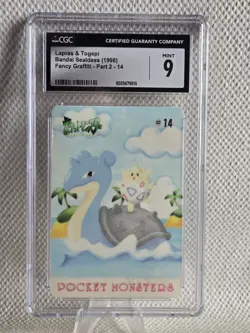 CGC
CERTIFIED GUARANTY COMPANY
Lapras & Togepi
Bandai Sealdass (1998)
Fancy Graffiti - Part 2 - 14
MINT
9
#14
POCKET MONSTERS